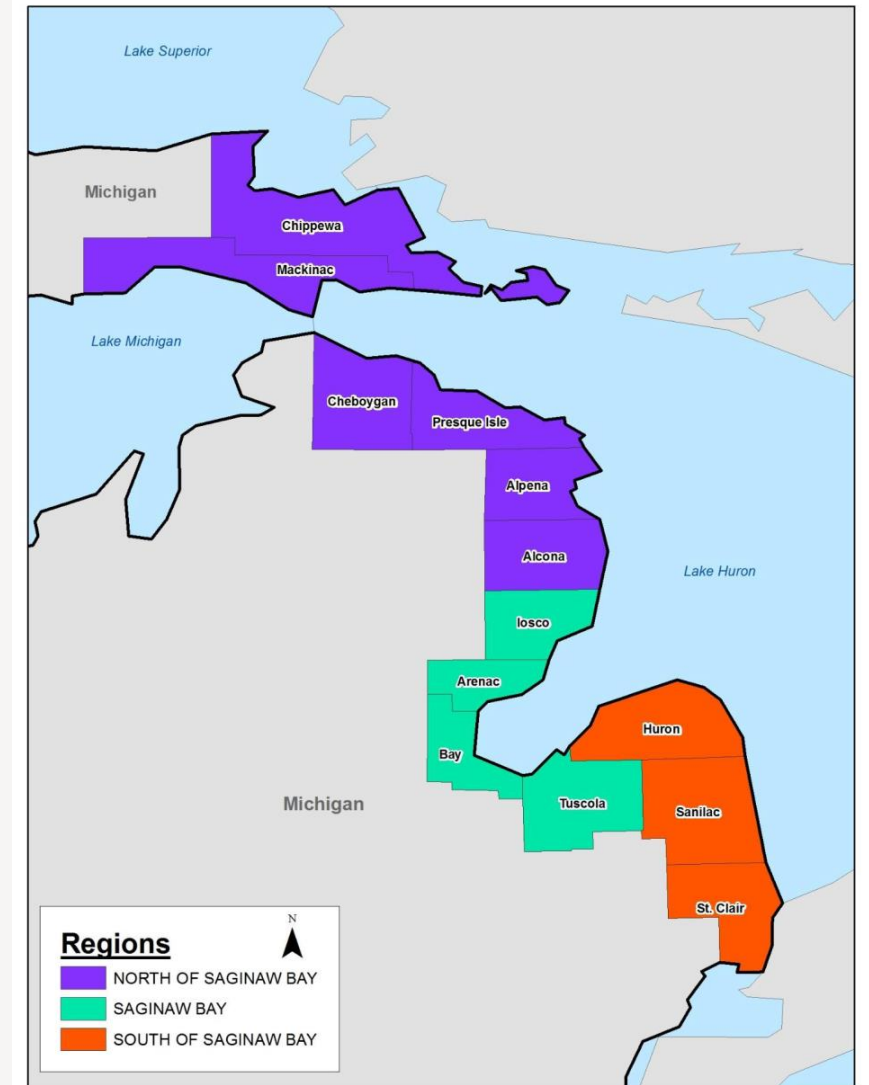 Lake Superior
Michigan
Chippewa
Mackinac
Lake Michigan
Cheboygan
Presque Isle
Alpena
Alcona
Lake Huron
Iosco
Arenac
Huron
Bay
Tuscola
Michigan
Sanilac
St. Clair
N
Regions
NORTH OF SAGINAW BAY
SAGINAW BAY
SOUTH OF SAGINAW BAY